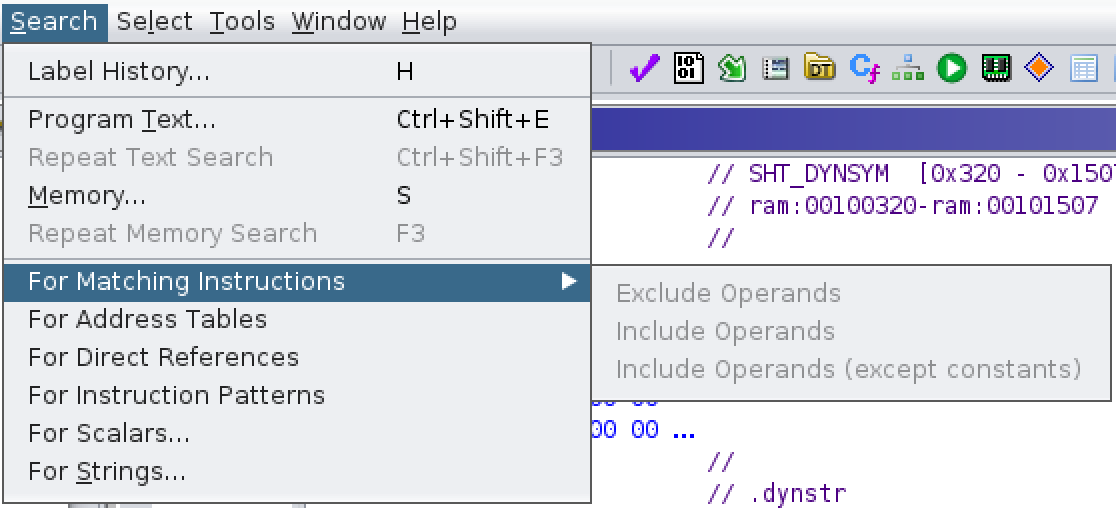 Search Select Tools Window Help
Label History... H
Program Text... Ctrl+Shift+E
Repeat Text Search Ctrl+Shift+F3
Memory... S
Repeat Memory Search F3
For Matching Instructions
For Address Tables
For Direct References
For Instruction Patterns
For Scalars...
For Strings...
Exclude Operands
Include Operands
Include Operands (except constants)
10
01
DT
Cf
// SHT_DYNSYM [0x320 - 0x150
// ram:00100320-ram:00101507
//
00 00 ...
//
// .dynstr